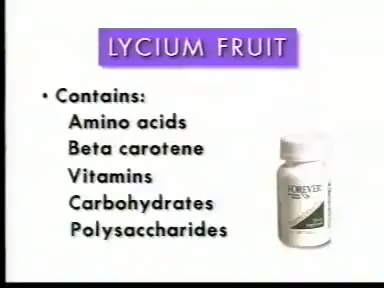 LYCIUM FRUIT
• Contains:
Amino acids
Beta carotene
Vitamins
Carbohydrates
Polysaccharides
FOREVER